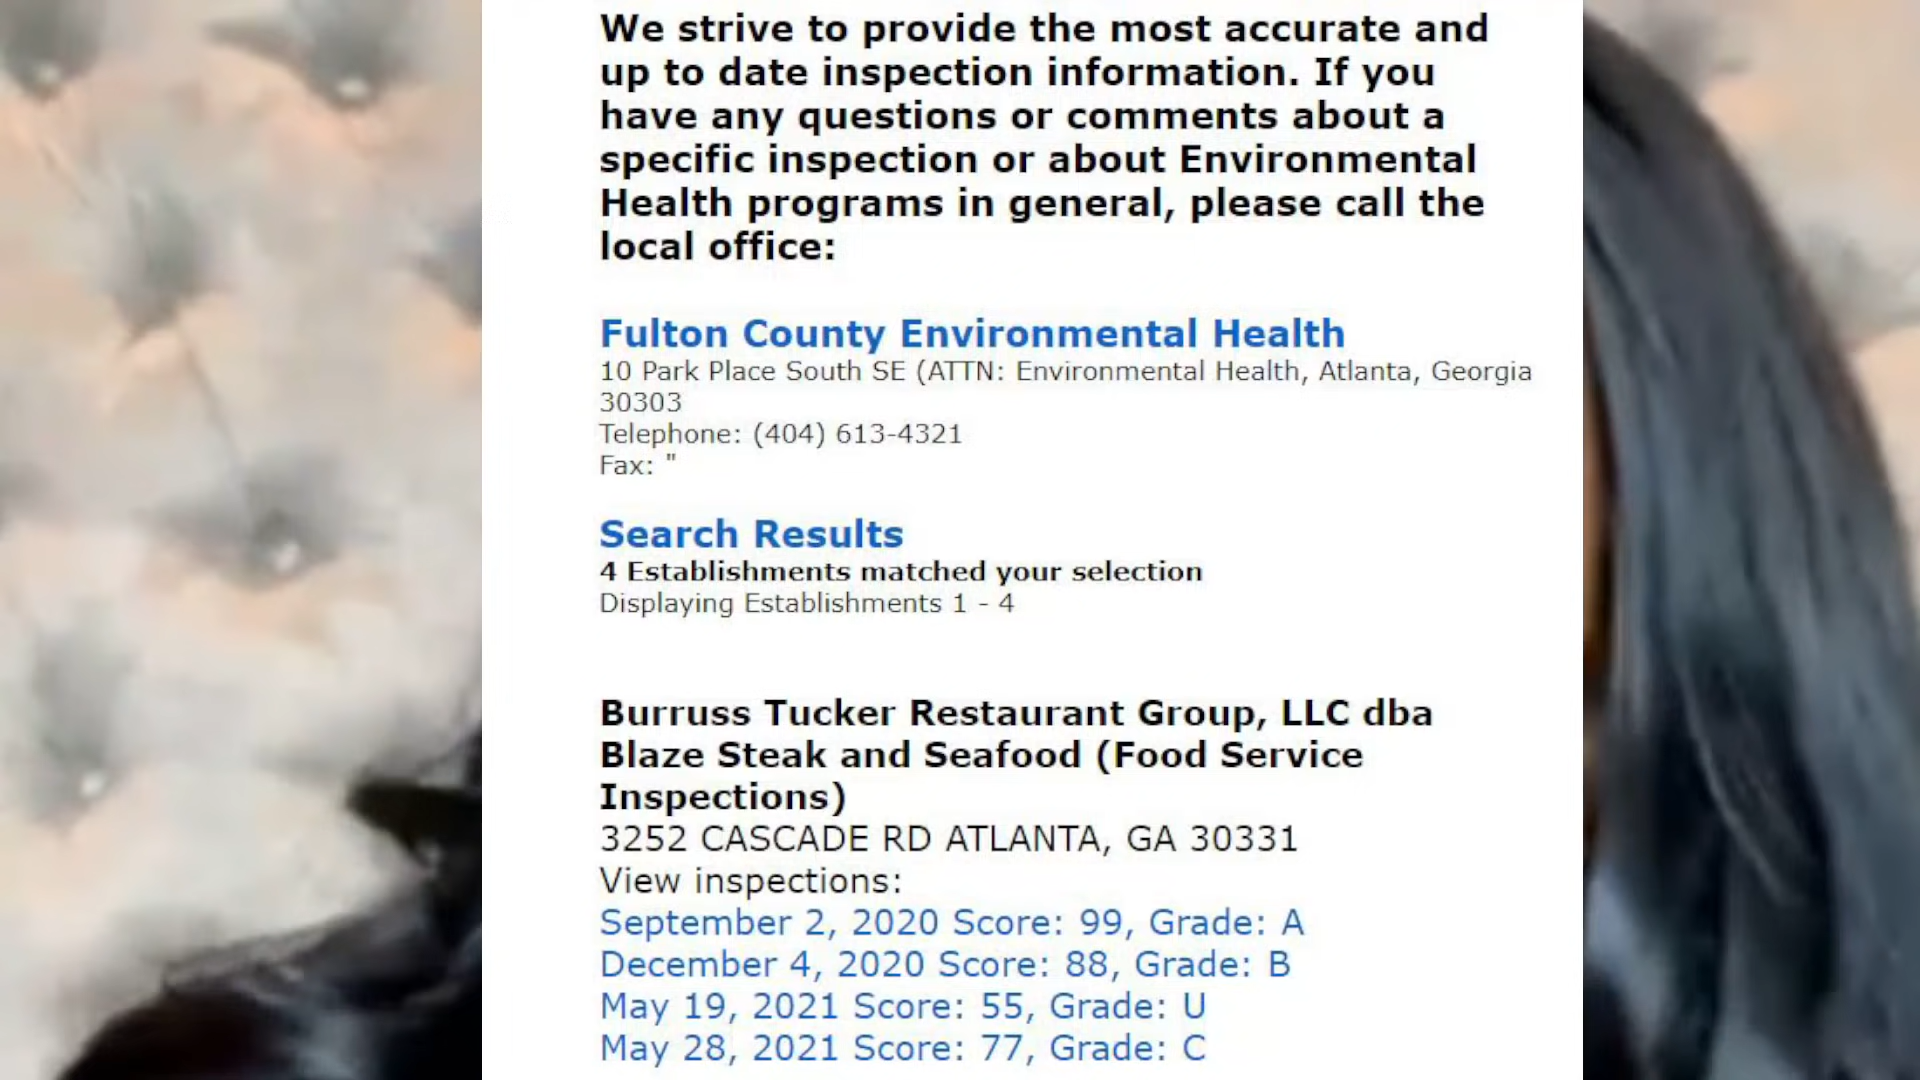 We strive to provide the most accurate and
up to date inspection information. If you
have any questions or comments about a
specific inspection or about Environmental
Health programs in general, please call the
local office:
Fulton County Environmental Health
10 Park Place South SE (ATTN: Environmental Health, Atlanta, Georgia
30303
Telephone: (404) 613-4321
Fax: "
Search Results
4 Establishments matched your selection
Displaying Establishments 1 - 4
Burruss Tucker Restaurant Group, LLC dba
Blaze Steak and Seafood (Food Service
Inspections)
3252 CASCADE RD ATLANTA, GA 30331
View inspections:
September 2, 2020 Score: 99, Grade: A
December 4, 2020 Score: 88, Grade: B
May 19, 2021 Score: 55, Grade: U
May 28, 2021 Score: 77, Grade: C